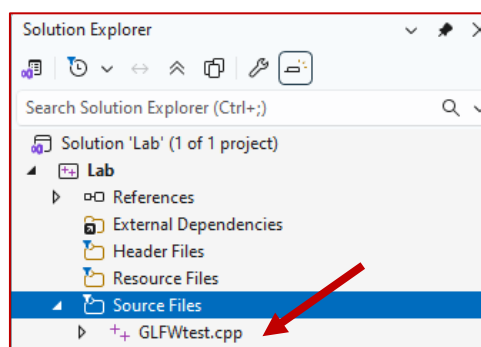 Solution Explorer
Search Solution Explorer (Ctrl+;)
Solution 'Lab' (1 of 1 project)
Lab
References
External Dependencies
Header Files
Resource Files
Source Files
GLFWtest.cpp